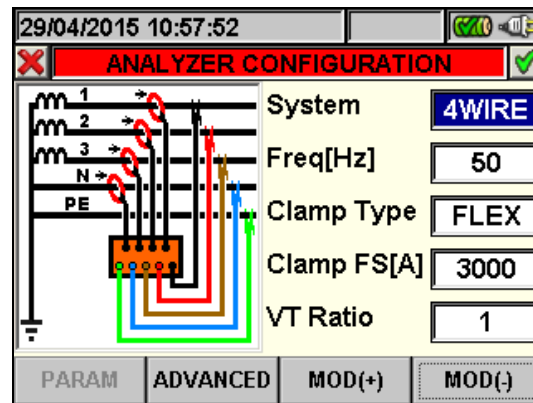 29/04/2015 10:57:52
ANALYZER CONFIGURATION
1
2
3
N
PE
System 4WIRE
Freq[Hz] 50
Clamp Type FLEX
Clamp FS[A] 3000
VT Ratio 1
PARAM ADVANCED MOD(+) MOD(-)